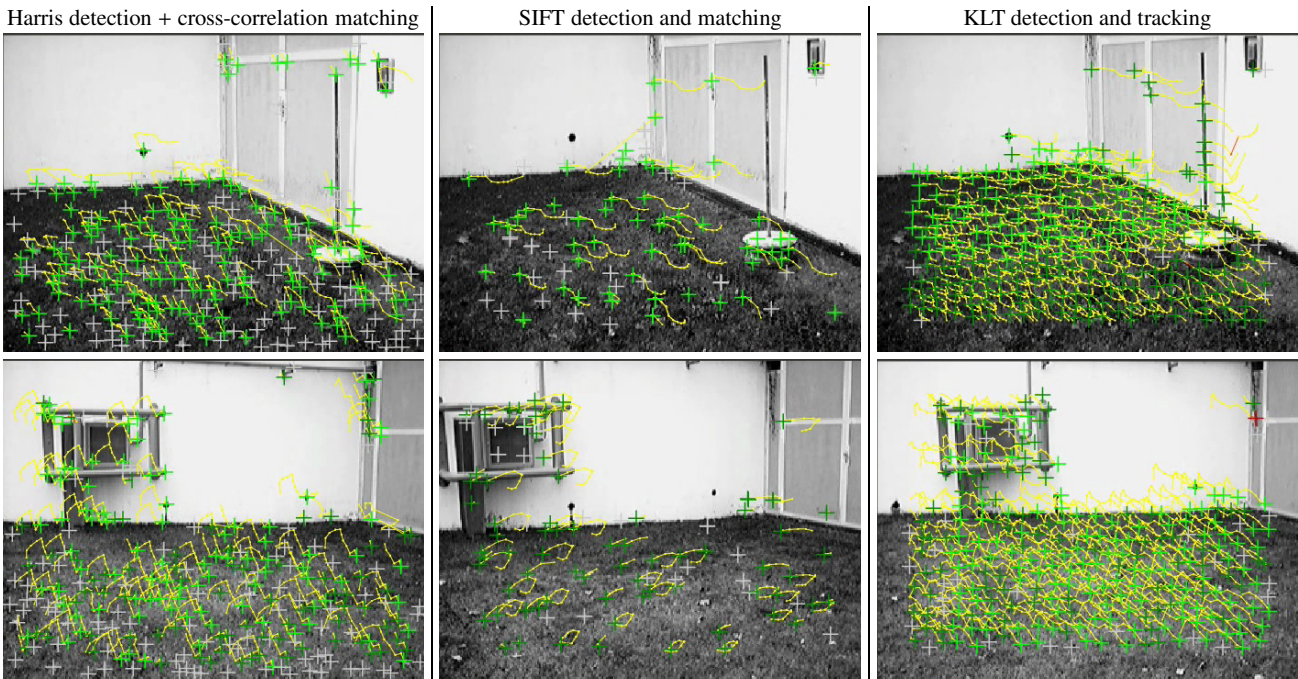 Harris detection + cross-correlation matching
SIFT detection and matching
KLT detection and tracking